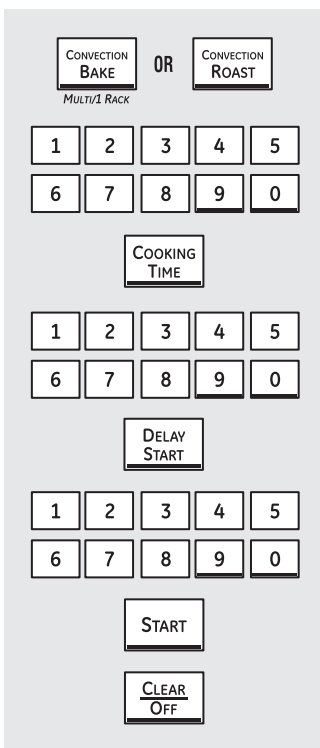 CONVECTION BAKE OR CONVECTION ROAST
MULTI/1 RACK
1 2 3 4 5
6 7 8 9 0
COOKING
TIME
1 2 3 4 5
6 7 8 9 0
DELAY
START
1 2 3 4 5
6 7 8 9 0
START
CLEAR
OFF